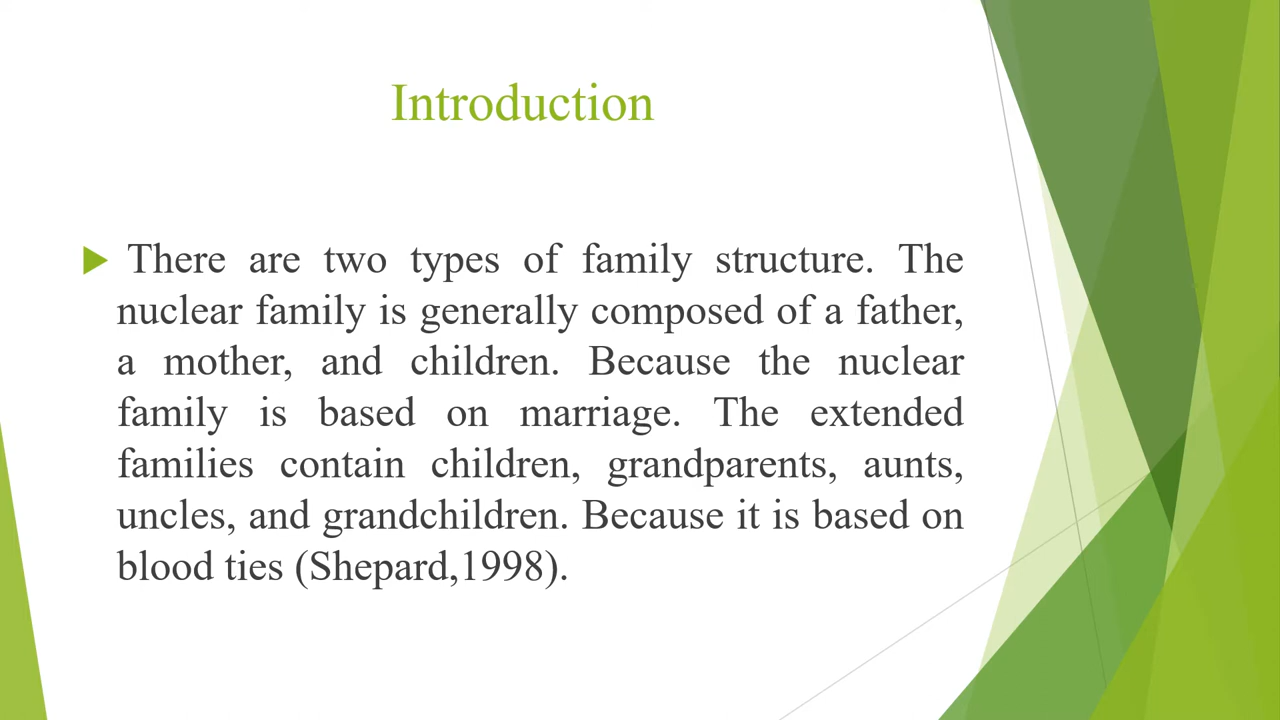 Introduction
There are two types of family structure. The
nuclear family is generally composed of a father,
a mother, and children. Because the nuclear
family is based on marriage. The extended
families contain children, grandparents, aunts,
uncles, and grandchildren. Because it is based on
blood ties (Shepard,1998).